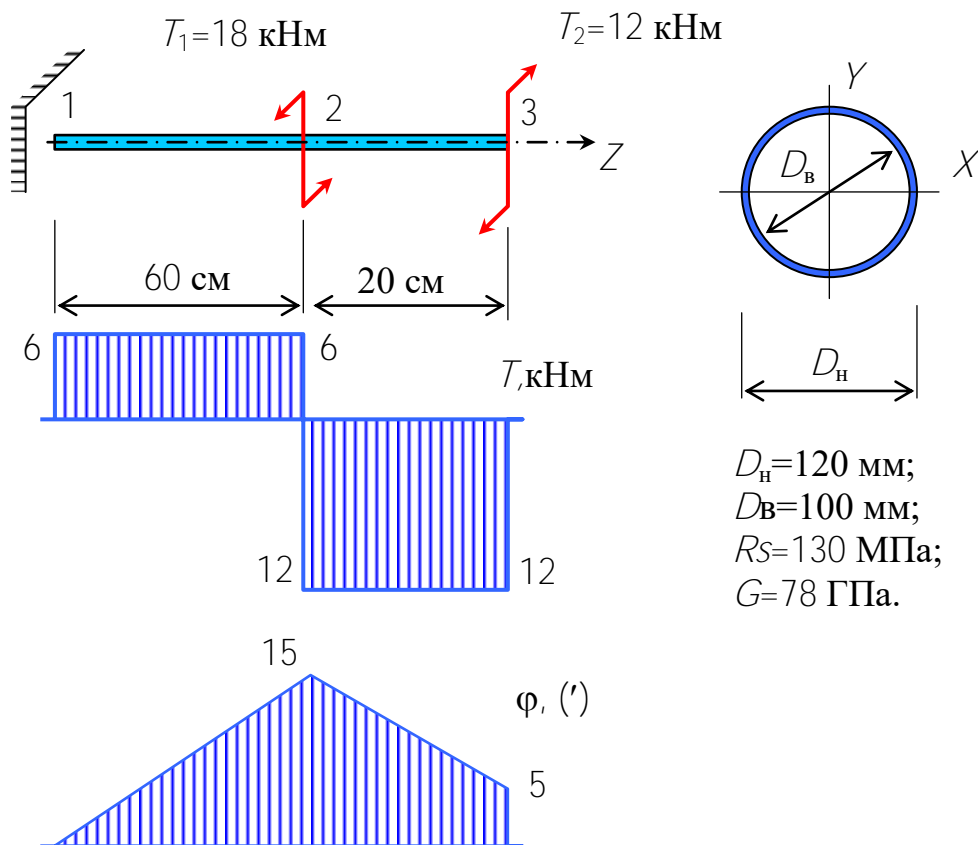 T₁=18 кНм
T₂=12 кНм
1
2
3
Z
Y
X
Dв
60 см
20 см
Dн
6
6
T,кНм
12
12
Dн=120 мм;
Dв=100 мм;
RS=130 МПа;
G=78 ГПа.
15
φ, (′)
5